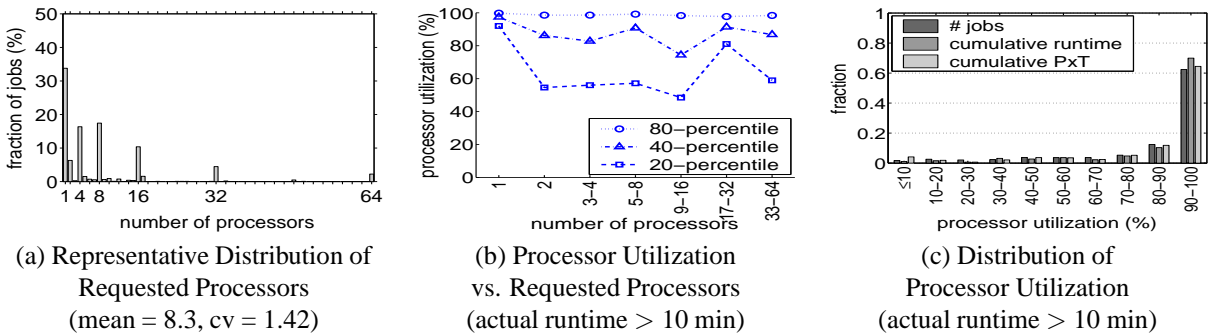 50
40
30
20
10
0
fraction of jobs (%)
1 4 8 16 32 64
number of processors
(a) Representative Distribution of
Requested Processors
(mean = 8.3, cv = 1.42)
100
80
60
40
20
0
processor utilization (%)
80−percentile
40−percentile
20−percentile
1
2
3−4
5−8
9−16
17−32
33−64
number of processors
(b) Processor Utilization
vs. Requested Processors
(actual runtime > 10 min)
1
0.8
0.6
0.4
0.2
0
fraction
# jobs
cumulative runtime
cumulative PxT
≤10
10−20
20−30
30−40
40−50
50−60
60−70
70−80
80−90
90−100
processor utilization (%)
(c) Distribution of
Processor Utilization
(actual runtime > 10 min)